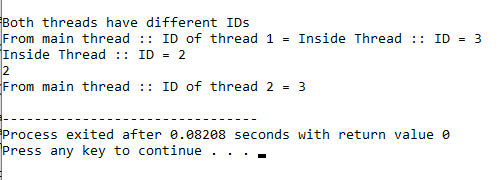 Both threads have different IDs
From main thread :: ID of thread 1 = Inside Thread :: ID = 3
Inside Thread :: ID = 2
2
From main thread :: ID of thread 2 = 3
--------------------------------
Process exited after 0.08208 seconds with return value 0
Press any key to continue . . .